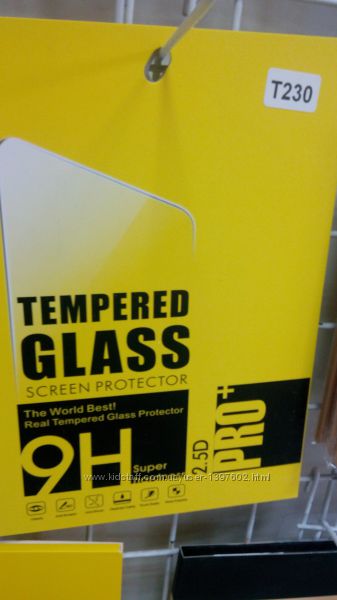 T230
TEMPERED
GLASS
SCREEN PROTECTOR
The World Best!
Real Tempered Glass Protector
9H
Super
2.5D
PRO+